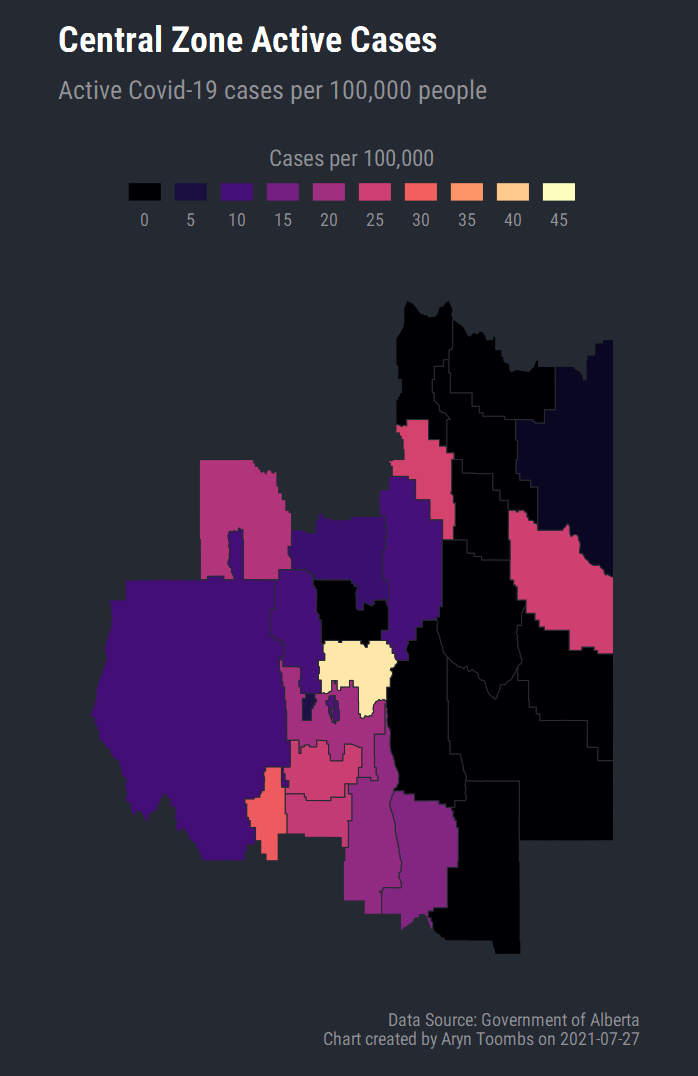 Central Zone Active Cases
Active Covid-19 cases per 100,000 people
Cases per 100,000
0 5 10 15 20 25 30 35 40 45
Data Source: Government of Alberta
Chart created by Aryn Toombs on 2021-07-27